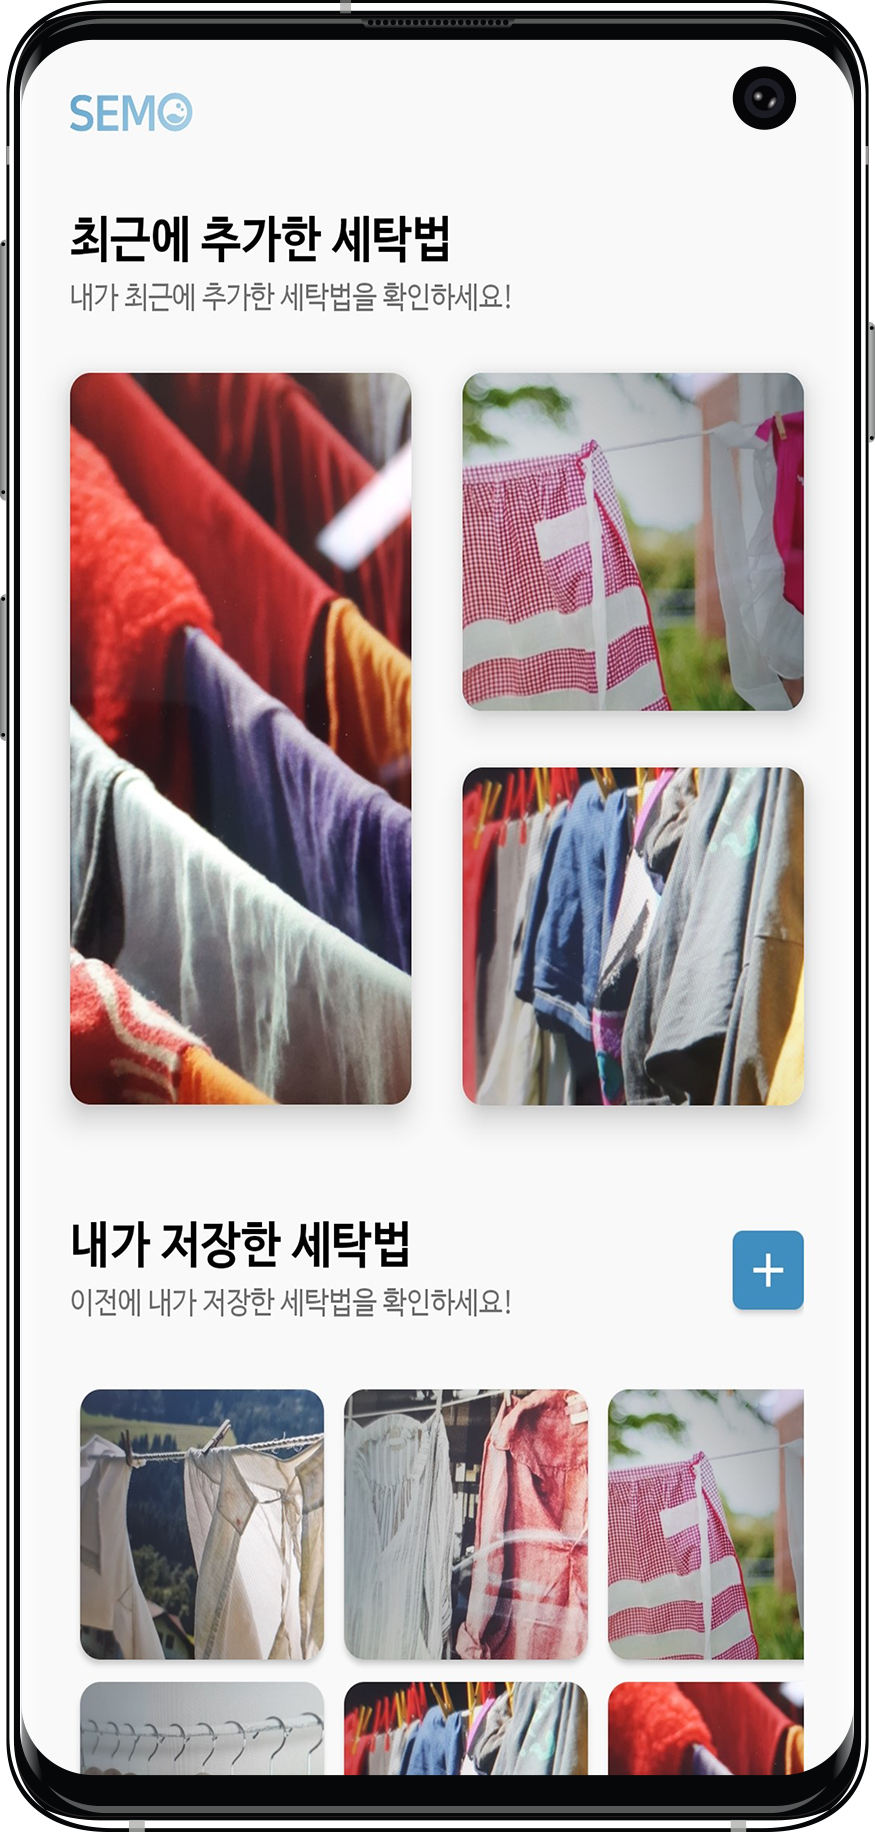 SEMO
최근에 추가한 세탁법
내가 최근에 추가한 세탁법을 확인하세요!
내가 저장한 세탁법
이전에 내가 저장한 세탁법을 확인하세요!